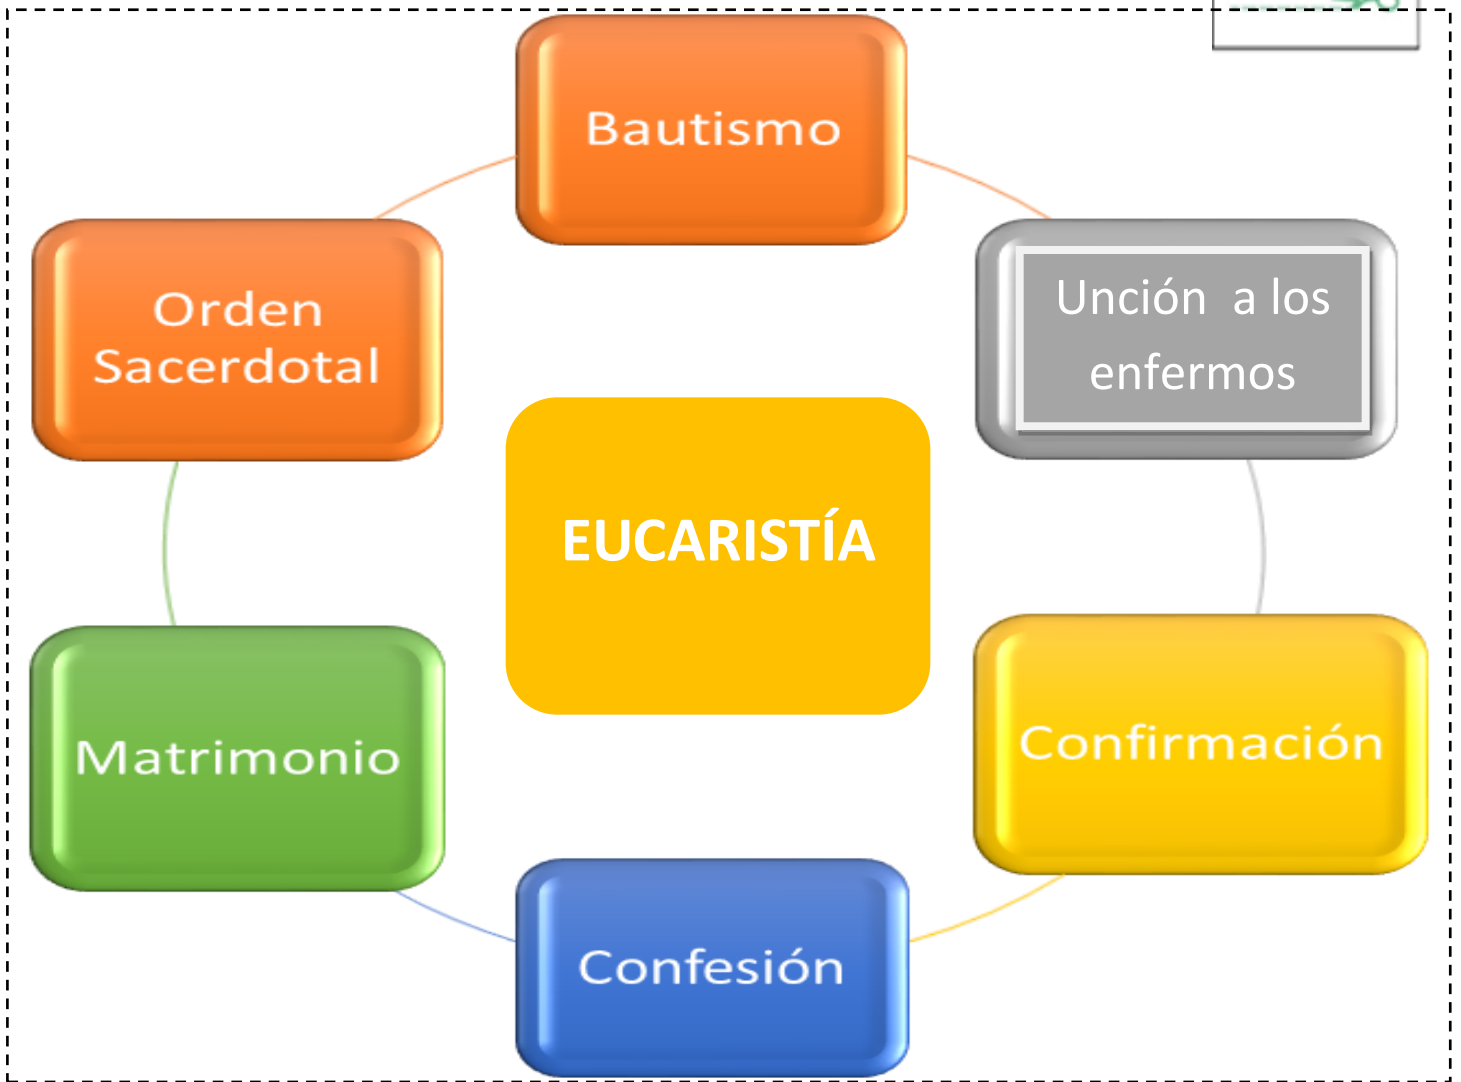 Bautismo
Orden
Sacerdotal
Unción  a los
enfermos
EUCARISTÍA
Matrimonio
Confirmación
Confesión